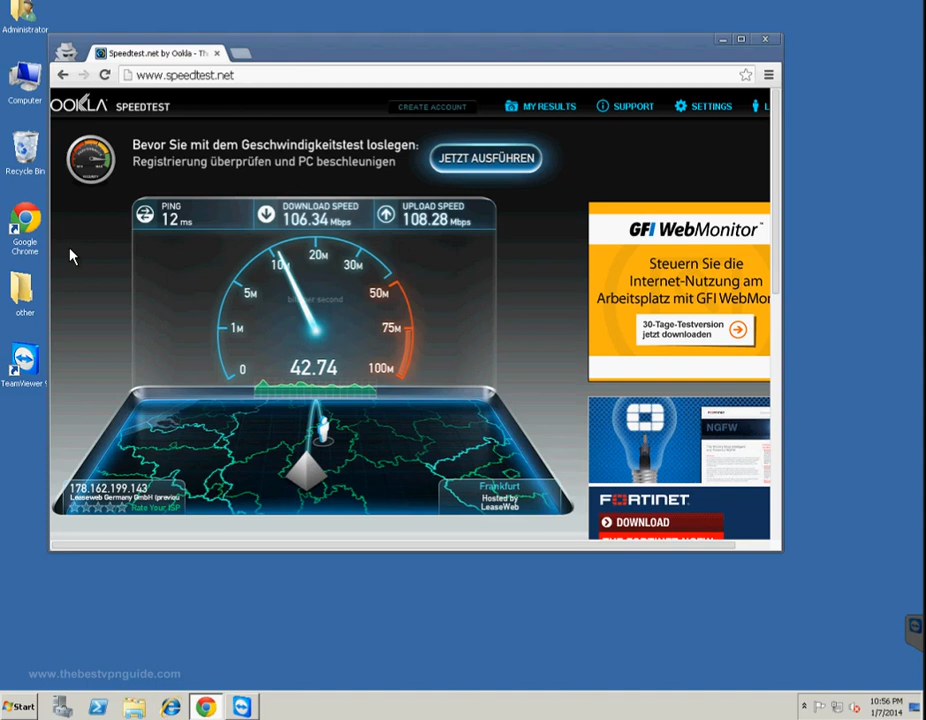 Administrator
Computer
Recycle Bin
Google
Chrome
other
TeamViewer 9
Speedtest.net by Ookla - Th
www.speedtest.net
OOKLA SPEEDTEST
CREATE ACCOUNT
MY RESULTS
SUPPORT
SETTINGS
L
Bevor Sie mit dem Geschwindigkeitstest loslegen:
Registrierung überprüfen und PC beschleunigen
JETZT AUSFÜHREN
PING
12 ms
DOWNLOAD SPEED
106.34 Mbps
UPLOAD SPEED
108.28 Mbps
0
1M
5M
10M
20M
30M
50M
75M
100M
42.74
178.162.199.143
Leaseweb Germany GmbH (previou
Rate Your ISP
Frankfurt
Hosted by
LeaseWeb
GFI WebMonitor™
Steuern Sie die
Internet-Nutzung am
Arbeitsplatz mit GFI WebMon
30-Tage-Testversion
jetzt downloaden
NGFW
FORTINET
DOWNLOAD
www.thebestvpnguide.com
Start
10:56 PM
1/7/2014